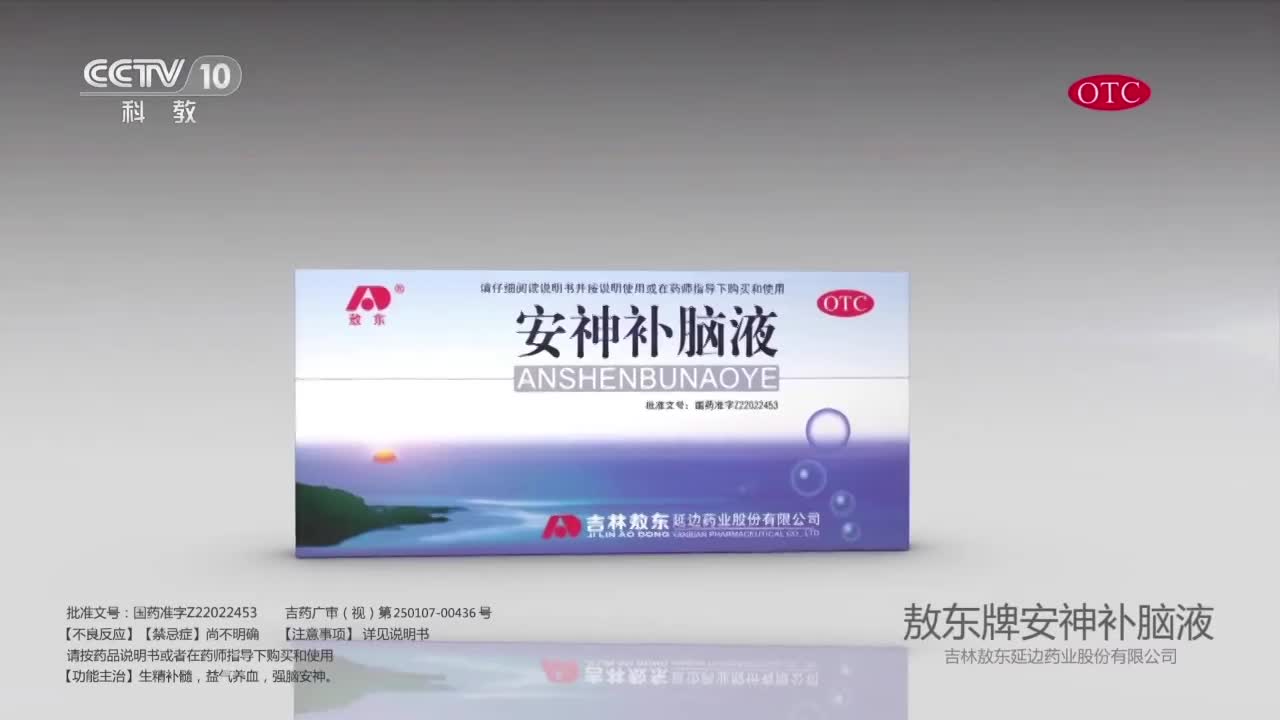 CCTV 10
科教
OTC
敖东®
请仔细阅读说明书并按说明使用或在药师指导下购买和使用
OTC
安神补脑液
ANSHENBUNAOYE
批准文号：国药准字Z22022453
吉林敖东延边药业股份有限公司
JI LIN AO DONG YANBIAN PHARMACEUTICAL CO., LTD
批准文号：国药准字Z22022453 吉药广审（视）第250107-00436号
【不良反应】【禁忌症】尚不明确 【注意事项】详见说明书
请按药品说明书或者在药师指导下购买和使用
【功能主治】生精补髓，益气养血，强脑安神。
敖东牌安神补脑液
吉林敖东延边药业股份有限公司